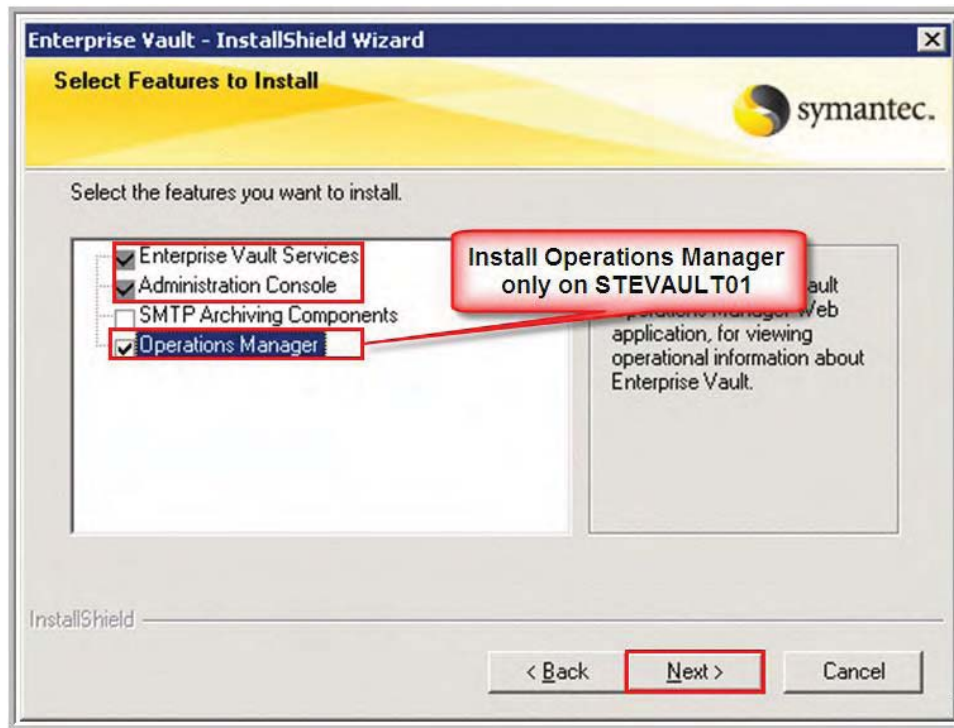 Enterprise Vault - InstallShield Wizard
Select Features to Install
symantec.
Select the features you want to install.
Enterprise Vault Services
Administration Console
SMTP Archiving Components
Operations Manager
Install Operations Manager
only on STEVAULT01
ault
Web
application, for viewing
operational information about
Enterprise Vault.
InstallShield
< Back
Next >
Cancel